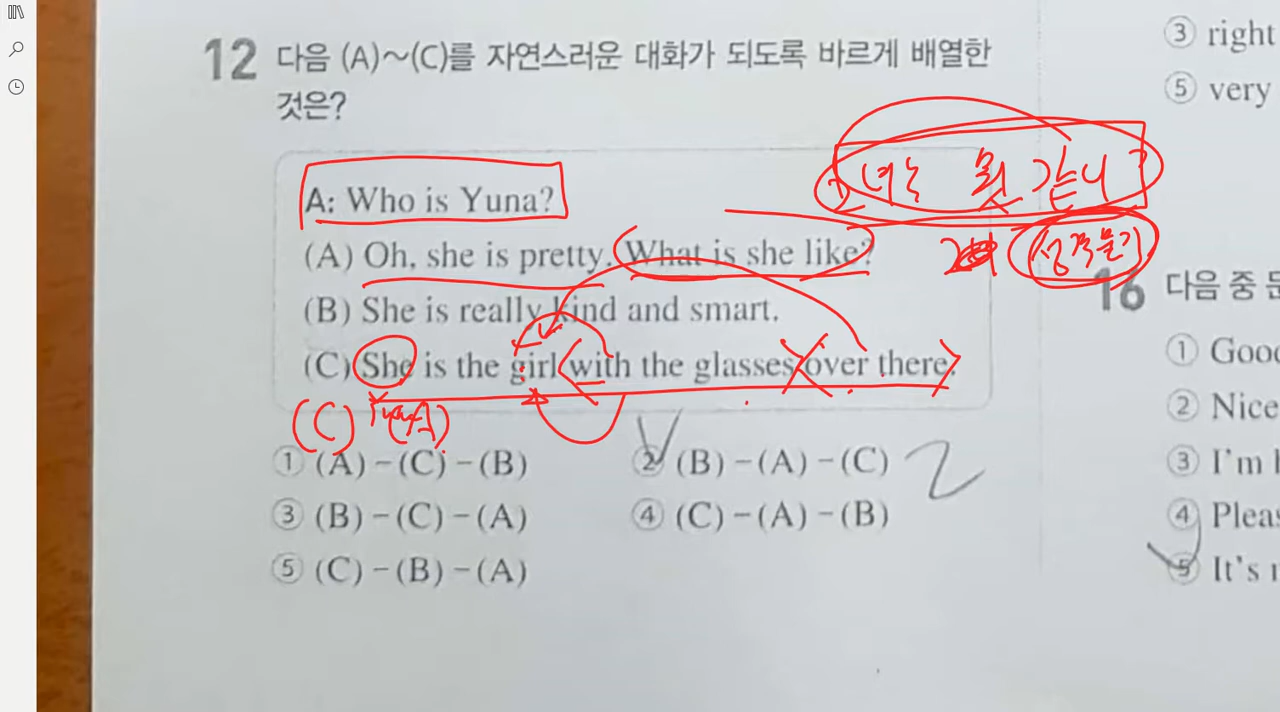 12 다음 (A)~(C)를 자연스러운 대화가 되도록 바르게 배열한
것은?
A: Who is Yuna?
(A) Oh, she is pretty. What is she like?
(B) She is really kind and smart.
(C) She is the girl with the glasses over there.
(C)
① (A)-(C)-(B)
② (B)-(A)-(C)
2
③ (B)-(C)-(A)
④ (C)-(A)-(B)
⑤ (C)-(B)-(A)
너는 뭣 같니?
성격묻기
③ right
⑤ very
16 다음 중
① Good
② Nice
③ I'm
④
⑤ It's